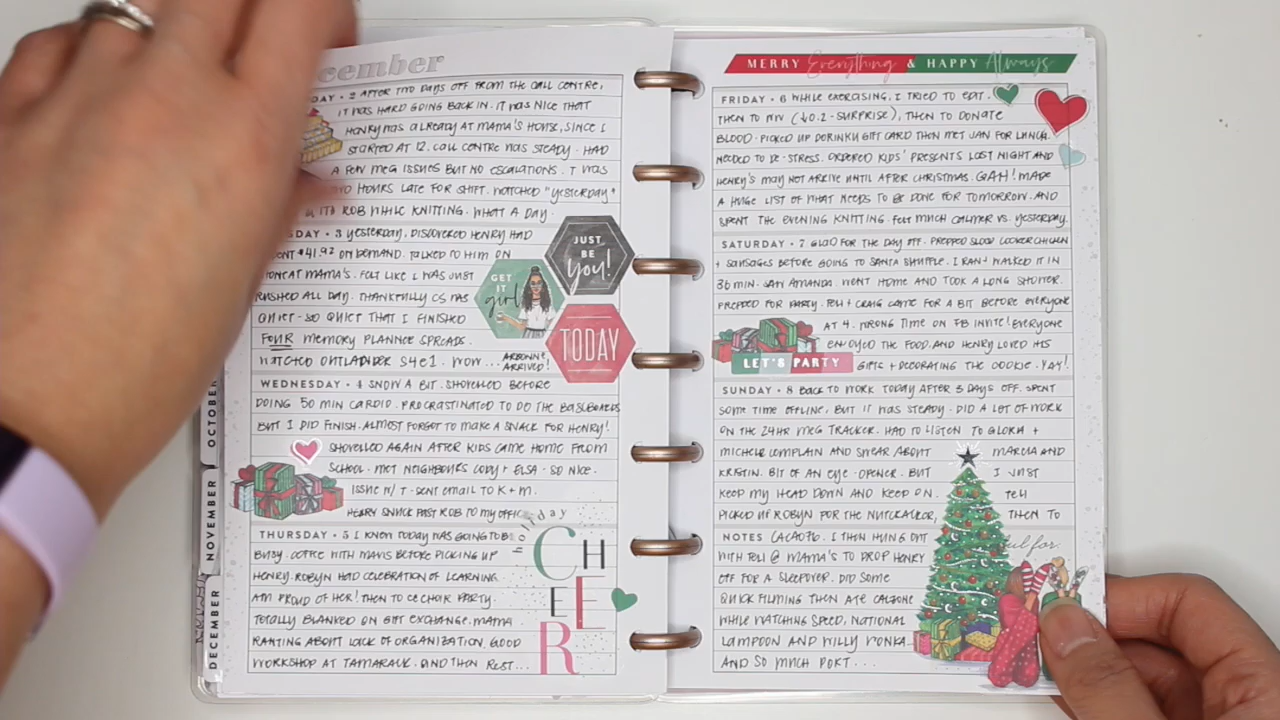 cember
DAY • 2 AFTER TWO DAYS OFF FROM THE CALL CENTRE,
IT WAS HARD GOING BACK IN. IT WAS NICE THAT
HENRY WAS ALREADY AT MAMA'S HOUSE, SINCE I
STARTED AT 12. CALL CENTRE WAS STEADY. HAD
A FEW MEG ISSUES BUT NO ESCALATIONS. T WAS
HOURS LATE FOR SHIFT. WATCHED "YESTERDAY"
WITH ROB WHILE KNITTING. WHAT A DAY.
SDAY • 3 YESTERDAY, DISCOVERED HENRY HAD
ENT $41.92 ON DEMAND. TALKED TO HIM ON
AT MAMA'S. FELT LIKE I WAS JUST
RUSHED ALL DAY. THANKFULLY CS WAS
QUIET - SO QUIET THAT I FINISHED
FOUR MEMORY PLANNER SPREADS.
WATCHED OUTLANDER S4E1. WOW... ARBONNE ARRIVED!
JUST BE you!
GET IT girl
TODAY
WEDNESDAY • 4 SNOW A BIT. SHOVELLED BEFORE
DOING 50 MIN CARDIO. PROCRASTINATED TO DO THE BASEBOARDS
BUT I DID FINISH. ALMOST FORGOT TO MAKE A SNACK FOR HENRY!
SHOVELLED AGAIN AFTER KIDS CAME HOME FROM
SCHOOL. MET NEIGHBOURS CODY + ELSA - SO NICE.
ISSUE W/ T - SENT EMAIL TO K + M.
HENRY SNUCK PAST ROB TO MY OFFICE
THURSDAY • 5 I KNEW TODAY WAS GOING TO BE
BUSY. COFFEE WITH MAVIS BEFORE PICKING UP
HENRY. ROBYN HAD CELEBRATION OF LEARNING.
AM PROUD OF HER! THEN TO CE CHOIR PARTY.
TOTALLY BLANKED ON GIFT EXCHANGE. MAMA
RANTING ABOUT LACK OF ORGANIZATION. GOOD
WORKSHOP AT TAMARACK. AND THEN REST...
holiday
CHEER
OCTOBER
NOVEMBER
DECEMBER
MERRY Everything & HAPPY Always
FRIDAY • 6 WHILE EXERCISING, I TRIED TO EDIT.
THEN TO WW (↓0.2 - SURPRISE), THEN TO DONATE
BLOOD. PICKED UP GIFT CARD THEN MET JAN FOR LUNCH.
NEEDED TO DE-STRESS. ORDERED KIDS' PRESENTS LAST NIGHT AND
HENRY'S MAY NOT ARRIVE UNTIL AFTER CHRISTMAS. GAH! MADE
A HUGE LIST OF WHAT NEEDS TO BE DONE FOR TOMORROW. AND
SPENT THE EVENING KNITTING. FELT MUCH CALMER VS. YESTERDAY.
SATURDAY • 7 GLAD FOR THE DAY OFF. PREPPED SLOW COOKER CHICKEN
+ SAUSAGES BEFORE GOING TO SANTA SHUFFLE. I RAN + WALKED IT IN
36 MIN. SAW AMANDA. WENT HOME AND TOOK A LONG SHOWER.
PREPPED FOR PARTY. + CRAIG CAME FOR A BIT BEFORE EVERYONE
AT 4. WRONG TIME ON FB INVITE! EVERYONE
ENJOYED THE FOOD AND HENRY LOVED HIS
GIFTS + DECORATING THE COOKIE. YAY!
LET'S PARTY
SUNDAY • 8 BACK TO WORK TODAY AFTER 3 DAYS OFF. SPENT
SOME TIME OFFLINE. BUT IT WAS STEADY. DID A LOT OF WORK
ON THE 24HR MEG TRACKER. HAD TO LISTEN TO GLORIA +
MICHELE COMPLAIN AND SWEAR ABOUT MARCIA AND
KRISTIN. BIT OF AN EYE-OPENER. BUT I JUST
KEEP MY HEAD DOWN AND KEEP ON. TELI
PICKED UP ROBYN FOR THE NUTCRACKER, THEN TO
NOTES CACAO 70. I THEN HUNG OUT
WITH TELI @ MAMA'S TO DROP HENRY
OFF FOR A SLEEPOVER. DID SOME
QUICK FILMING THEN ATE CALZONE
WHILE WATCHING SPEED, NATIONAL
LAMPOON AND WILLY WONKA.
AND SO MUCH PORT...
ul for